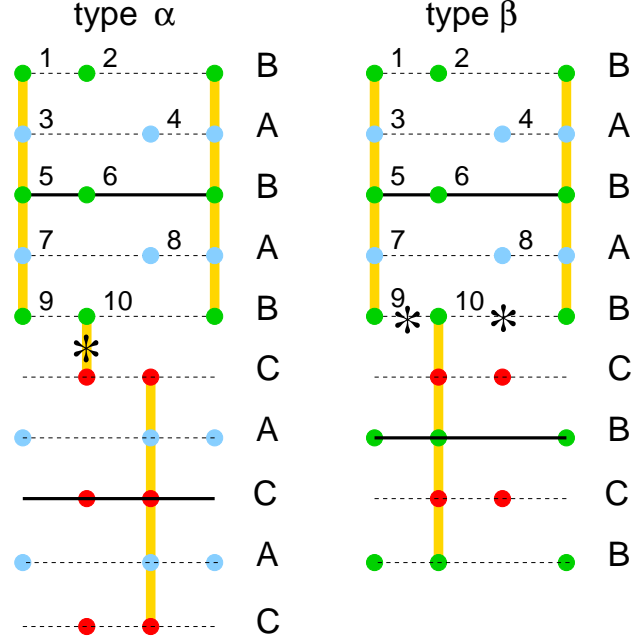 type α type β
1 2 B 1 2 B
3 4 A 3 4 A
5 6 B 5 6 B
7 8 A 7 8 A
9 10 B 9 10 B
* * *
C C
A B
C C
A B
C